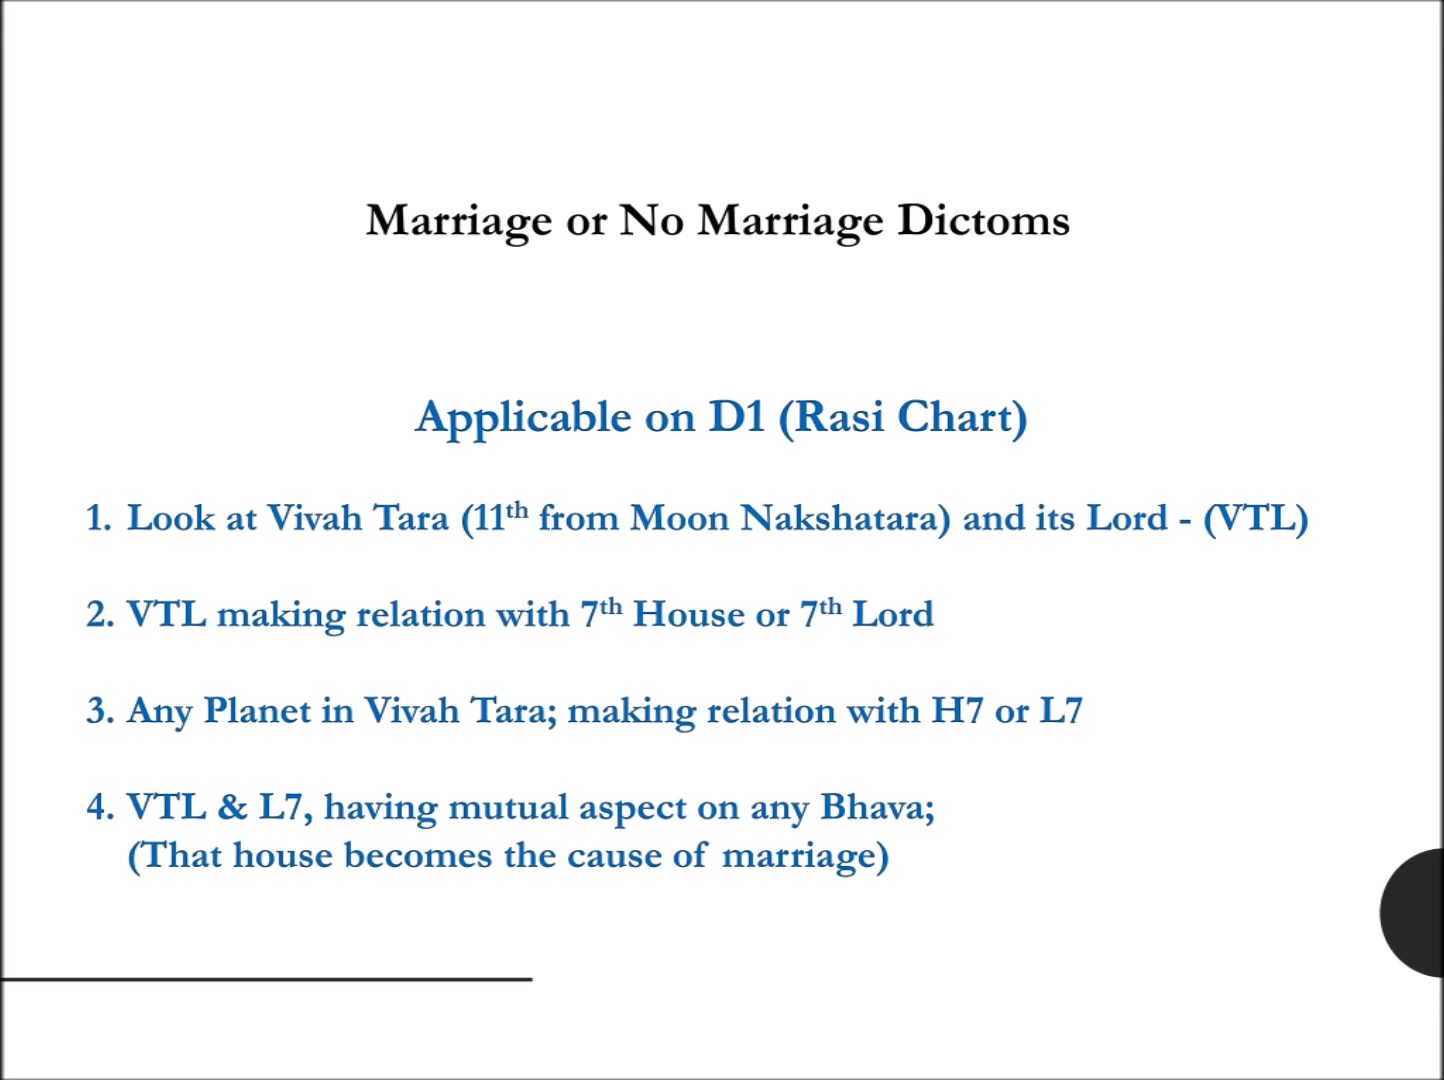 Marriage or No Marriage Dictoms
Applicable on D1 (Rasi Chart)
1. Look at Vivah Tara (11th from Moon Nakshatara) and its Lord - (VTL)
2. VTL making relation with 7th House or 7th Lord
3. Any Planet in Vivah Tara; making relation with H7 or L7
4. VTL & L7, having mutual aspect on any Bhava;
(That house becomes the cause of marriage)